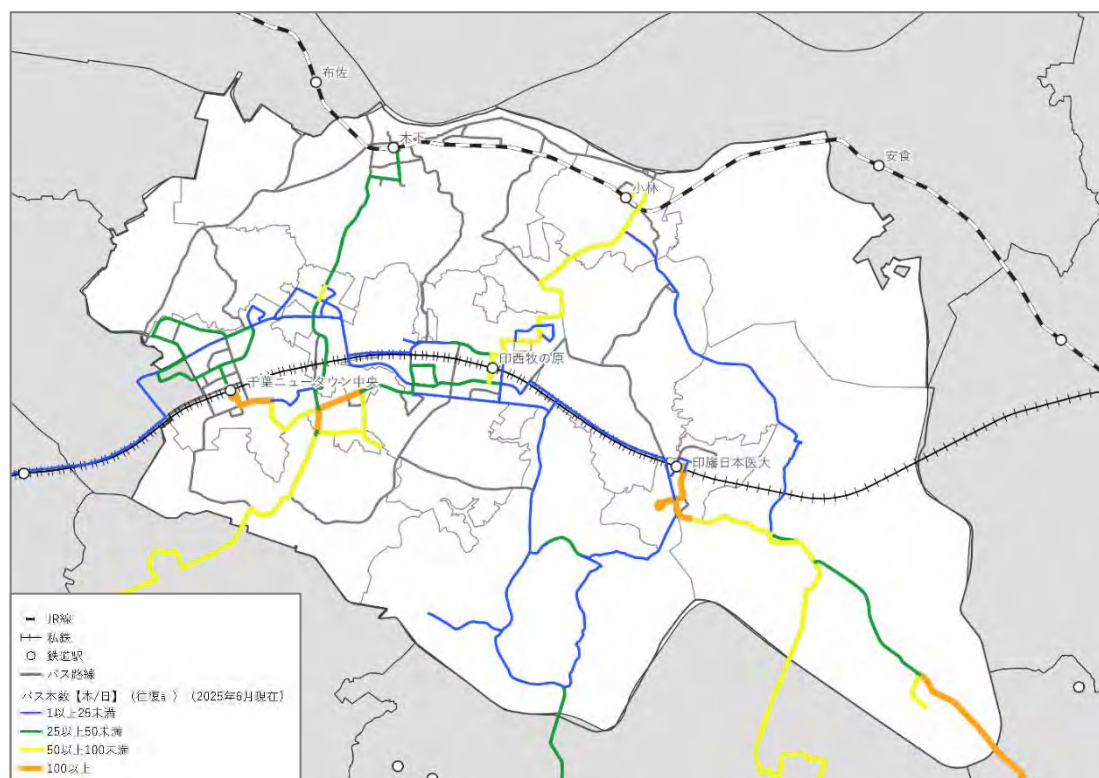 布佐
木下
安食
小林
印西牧の原
千葉ニュータウン中央
印旛日本医大
JR線
私鉄
鉄道駅
バス路線
バス本数【本/日】（往復計）（2025年6月現在）
1以上25未満
25以上50未満
50以上100未満
100以上